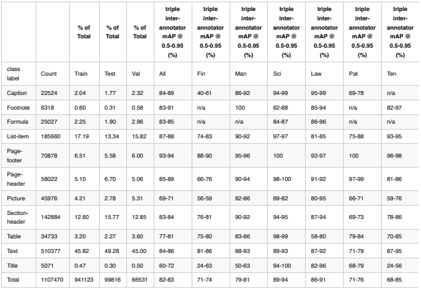 % of Total % of Total % of Total triple inter-annotator mAP @ 0.5-0.95 (%) triple inter-annotator mAP @ 0.5-0.95 (%) triple inter-annotator mAP @ 0.5-0.95 (%) triple inter-annotator mAP @ 0.5-0.95 (%) triple inter-annotator mAP @ 0.5-0.95 (%) triple inter-annotator mAP @ 0.5-0.95 (%)
class label Count Train Test Val All Fin Man Sci Law Pat Ten
Caption 22524 2.04 1.77 2.32 84-89 40-61 86-92 94-99 95-99 69-78 n/a
Footnote 6318 0.60 0.31 0.58 83-91 n/a 100 62-88 85-94 n/a 82-97
Formula 25027 2.25 1.90 2.96 83-85 n/a n/a 84-87 86-96 n/a n/a
List-item 185660 17.19 13.34 15.82 87-88 74-83 90-92 97-97 81-85 75-88 93-95
Page-footer 70878 6.51 5.58 6.00 93-94 88-90 95-96 100 92-97 100 96-98
Page-header 58022 5.10 6.70 5.06 85-89 66-76 90-94 98-100 91-92 97-99 81-86
Picture 45976 4.21 2.78 5.31 69-71 56-59 82-86 69-82 80-95 66-71 59-76
Section-header 142884 12.60 15.77 12.85 83-84 76-81 90-92 94-95 87-94 69-73 78-86
Table 34733 3.20 2.27 3.60 77-81 75-80 83-86 98-99 58-80 79-84 70-85
Text 510377 45.82 49.28 45.00 84-86 81-86 88-93 89-93 87-92 71-79 87-95
Title 5071 0.47 0.30 0.50 60-72 24-63 50-63 94-100 82-96 68-79 24-56
Total 1107470 941123 99816 66531 82-83 71-74 79-81 89-94 86-91 71-76 68-85